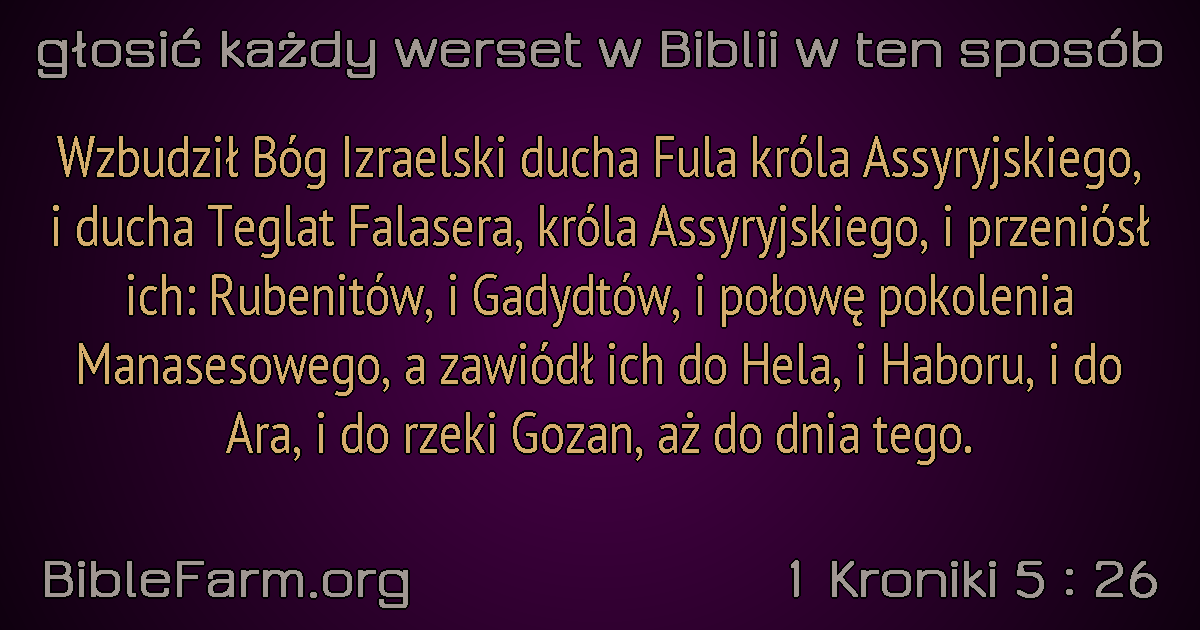 głosić każdy werset w Biblii w ten sposób
Wzbudził Bóg Izraelski ducha Fula króla Assyryjskiego,
i ducha Teglat Falasera, króla Assyryjskiego, i przeniósł
ich: Rubenitów, i Gadydtów, i połowę pokolenia
Manasesowego, a zawiódł ich do Hela, i Haboru, i do
Ara, i do rzeki Gozan, aż do dnia tego.
BibleFarm.org
1 Kroniki 5 : 26